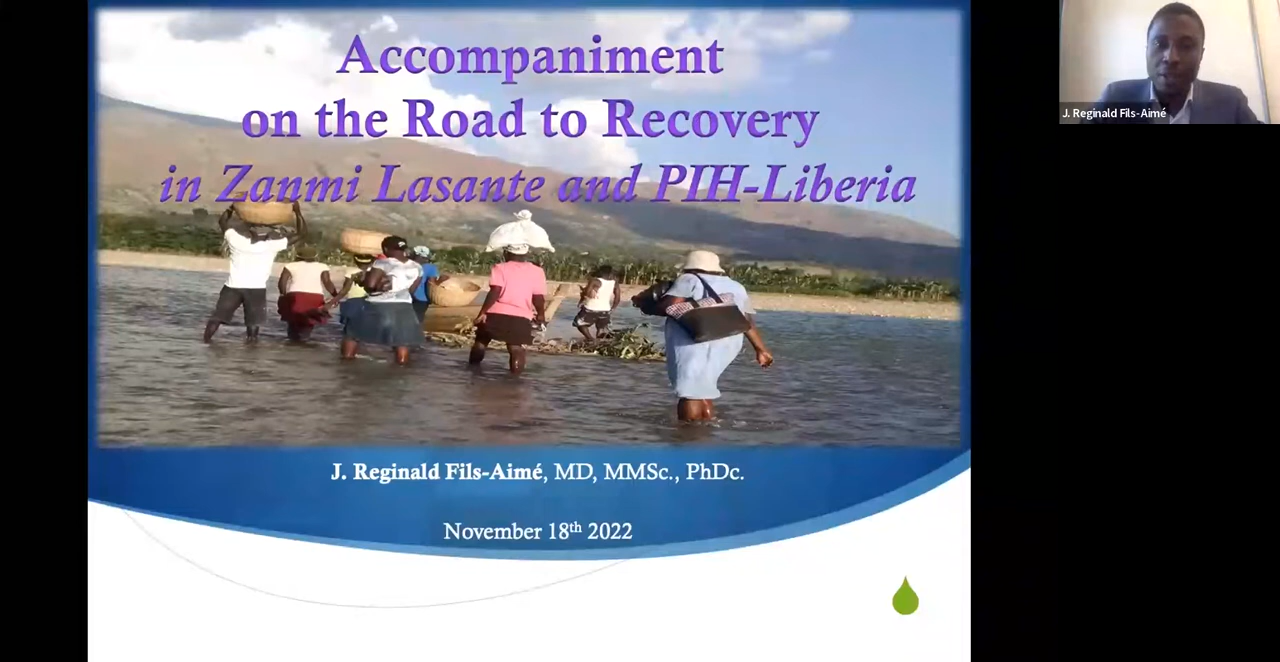 Accompaniment
on the Road to Recovery
in Zanmi Lasante and PIH-Liberia
J. Reginald Fils-Aimé, MD, MMSc., PhDc.
November 18th 2022
J. Reginald Fils-Aimé